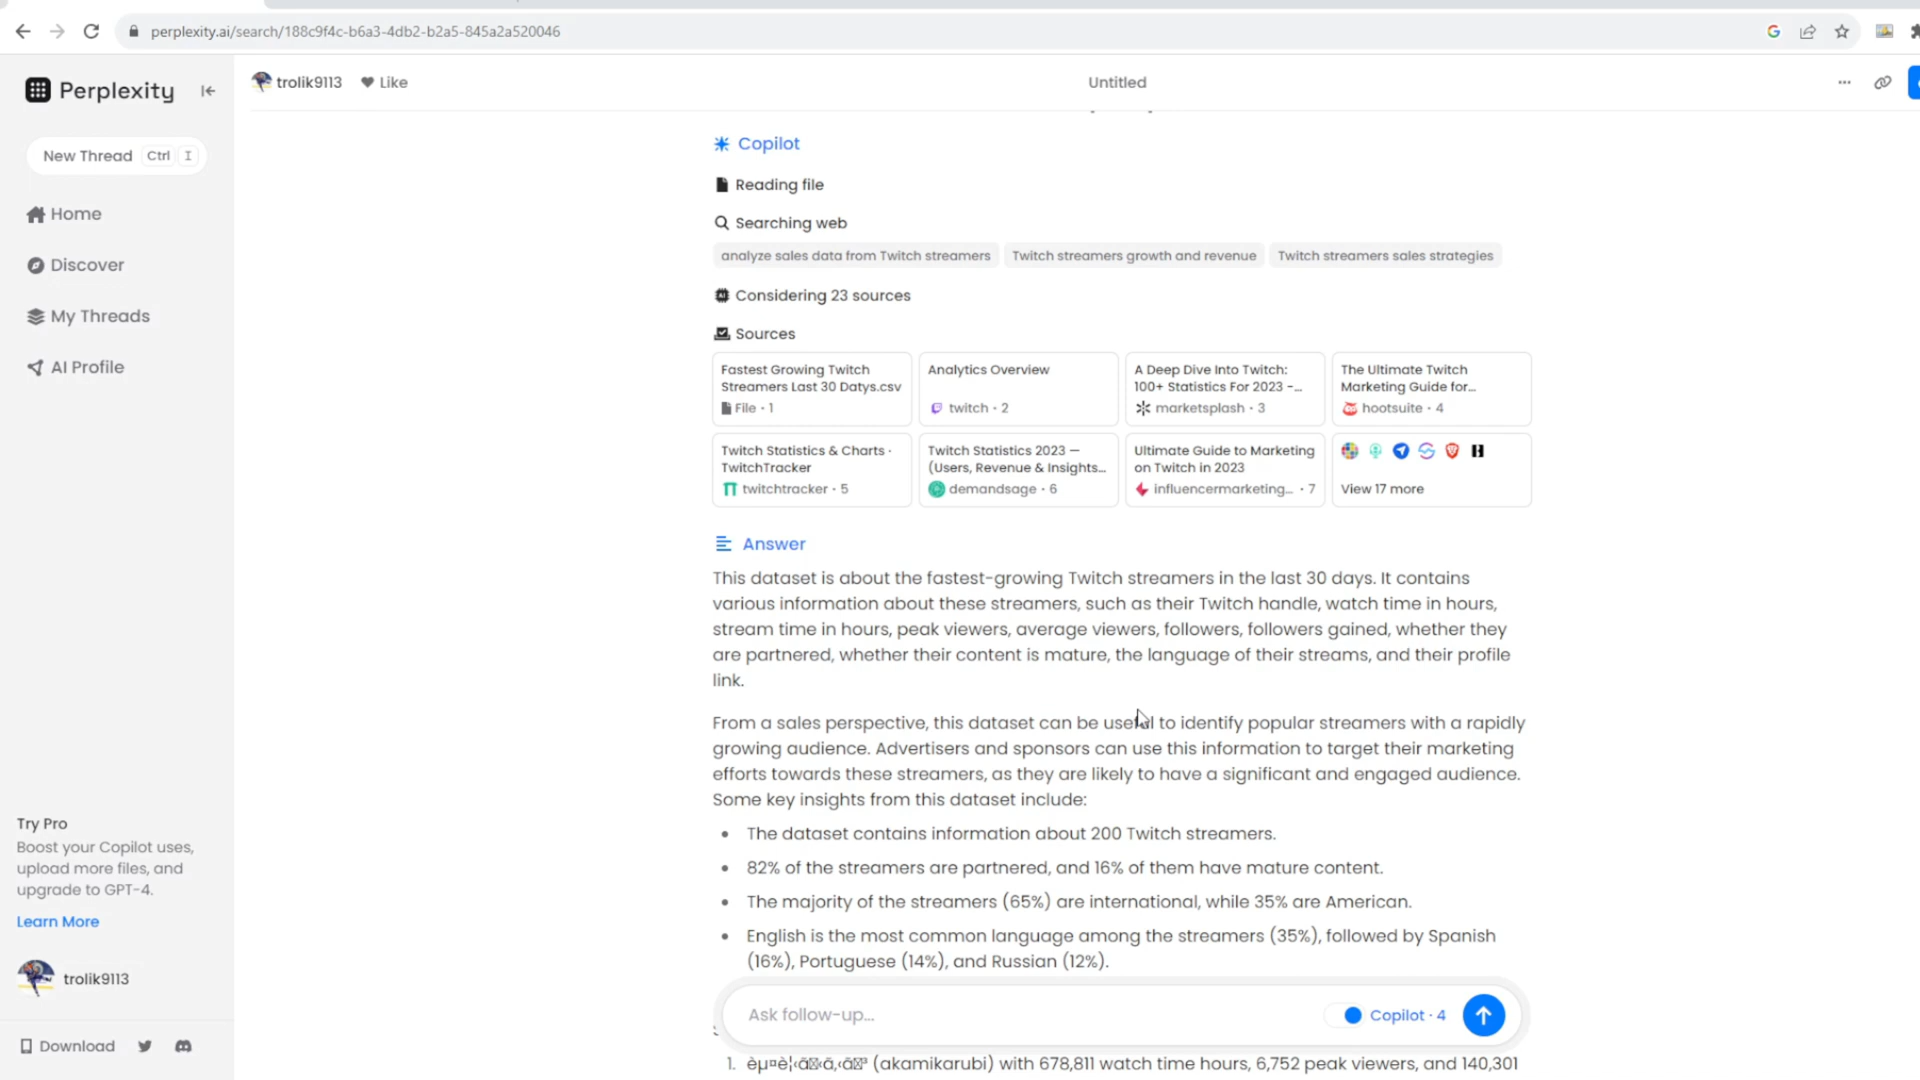 perplexity.ai/search/188c9f4c-b6a3-4db2-b2a5-845a2a520046
Perplexity
trolik9113 Like
Untitled
New Thread Ctrl I
Home
Discover
My Threads
AI Profile
Copilot
Reading file
Searching web
analyze sales data from Twitch streamers
Twitch streamers growth and revenue
Twitch streamers sales strategies
Considering 23 sources
Sources
Fastest Growing Twitch
Streamers Last 30 Datys.csv
File · 1
Analytics Overview
twitch · 2
A Deep Dive Into Twitch:
100+ Statistics For 2023 -...
marketsplash · 3
The Ultimate Twitch
Marketing Guide for...
hootsuite · 4
Twitch Statistics & Charts ·
TwitchTracker
twitchtracker · 5
Twitch Statistics 2023 —
(Users, Revenue & Insights...
demandsage · 6
Ultimate Guide to Marketing
on Twitch in 2023
influencermarketing... · 7
View 17 more
Answer
This dataset is about the fastest-growing Twitch streamers in the last 30 days. It contains
various information about these streamers, such as their Twitch handle, watch time in hours,
stream time in hours, peak viewers, average viewers, followers, followers gained, whether they
are partnered, whether their content is mature, the language of their streams, and their profile
link.
From a sales perspective, this dataset can be useful to identify popular streamers with a rapidly
growing audience. Advertisers and sponsors can use this information to target their marketing
efforts towards these streamers, as they are likely to have a significant and engaged audience.
Some key insights from this dataset include:
• The dataset contains information about 200 Twitch streamers.
• 82% of the streamers are partnered, and 16% of them have mature content.
• The majority of the streamers (65%) are international, while 35% are American.
• English is the most common language among the streamers (35%), followed by Spanish
(16%), Portuguese (14%), and Russian (12%).
Ask follow-up...
Copilot · 4
1. (akamikarubi) with 678,811 watch time hours, 6,752 peak viewers, and 140,301
Try Pro
Boost your Copilot uses,
upload more files, and
upgrade to GPT-4.
Learn More
trolik9113
Download